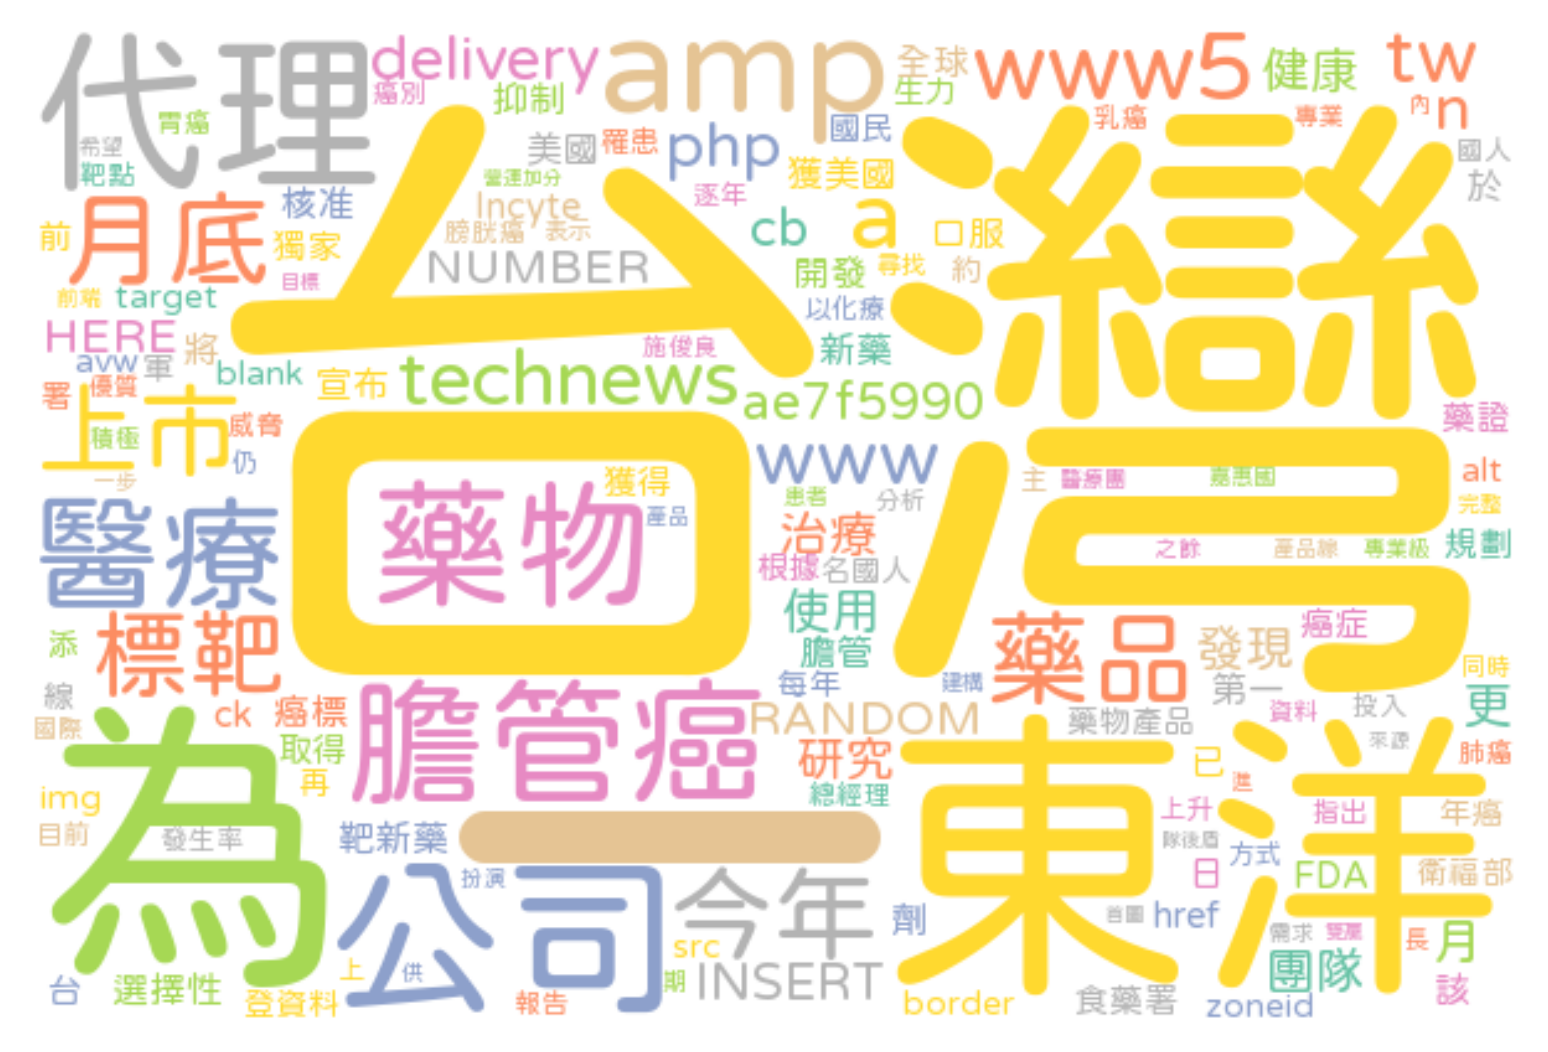 代理
delivery
amp
全球
www5
健康
tw
癌別
抑制
生力
內
n
胃癌
乳癌
專業
希望
美國
罹患
php
國民
國人
靶點
營運加分
獲美國
於
月底
核准
Incyte
逐年
前
獨家
膀胱癌
表示
cb
a
口服
NUMBER
開發
尋找
約
目標
前端
target
以化療
台灣
HERE
將
施俊良
新藥
avw
軍
blank
宣布
technews
ae7f5990
署
優質
上市
威脅
藥證
積極
仍
www
一步
獲得
主
醫療團
嘉惠國
alt
醫療
藥物
產品
患者
分析
完整
治療
之餘
產品線
專業級
規劃
根據
名國人
標靶
使用
藥品
發現
癌症
添
膽管
同時
線
每年
建構
第一
更
國際
ck
癌標
膽管癌
RANDOM
藥物產品
資料
投入
取得
來源
為
研究
東洋
已
肺癌
再
進
img
總經理
上升
指出
年癌
目前
發生率
靶新藥
一
隊後盾
方式
公司
扮演
今年
日
FDA
衛福部
劑
首圖
href
src
需求
雙層
長
月
台
選擇性
上
供
期
INSERT
團隊
該
登資料
報告
border
食藥署
zoneid